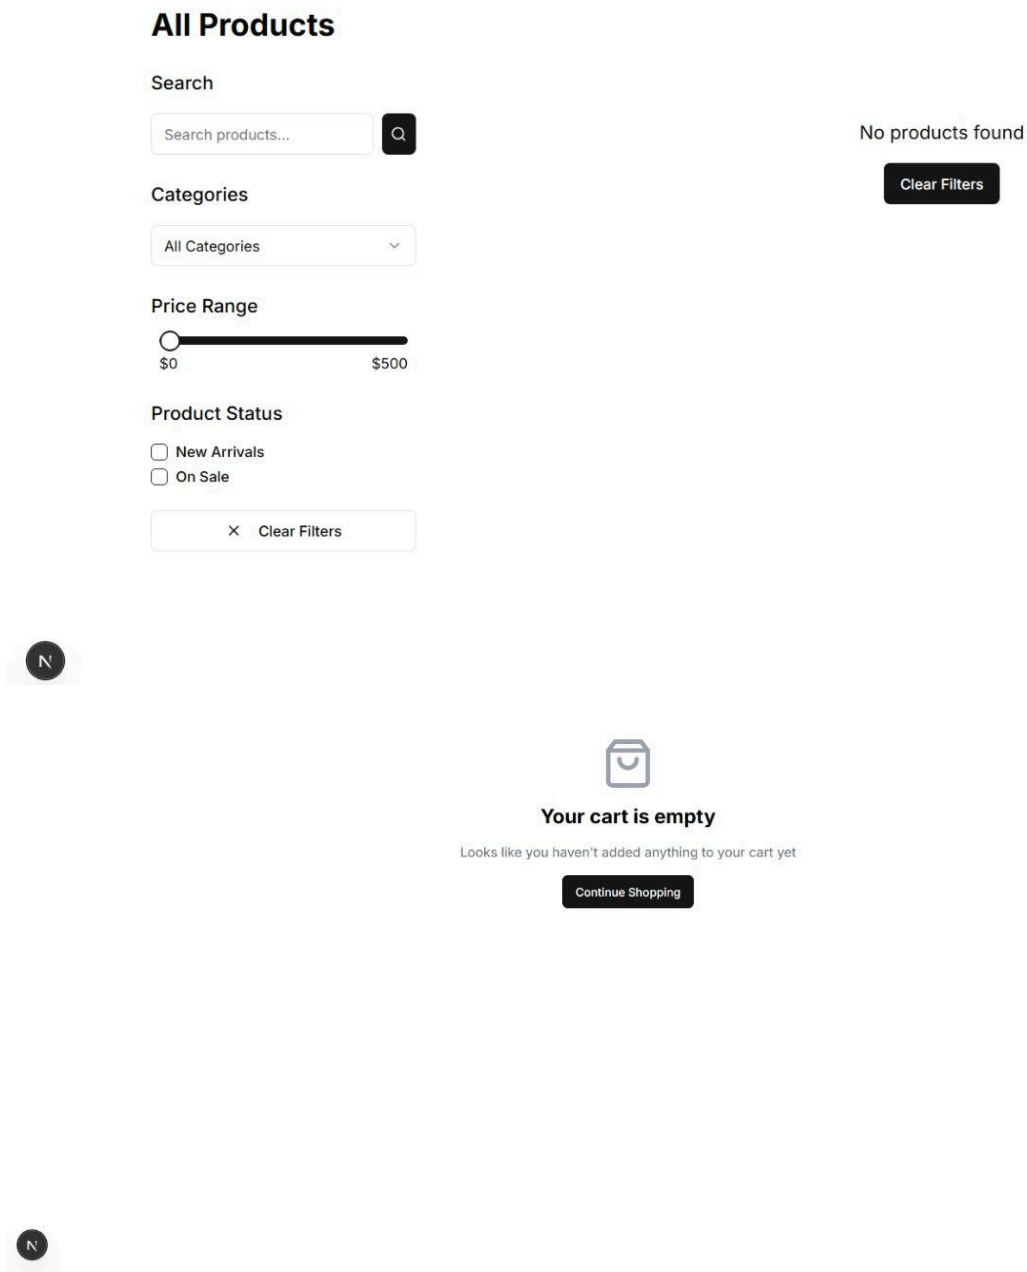 All Products
Search
Search products...
Categories
All Categories
Price Range
$0 $500
Product Status
New Arrivals
On Sale
Clear Filters
No products found
Clear Filters
N
Your cart is empty
Looks like you haven't added anything to your cart yet
Continue Shopping
N